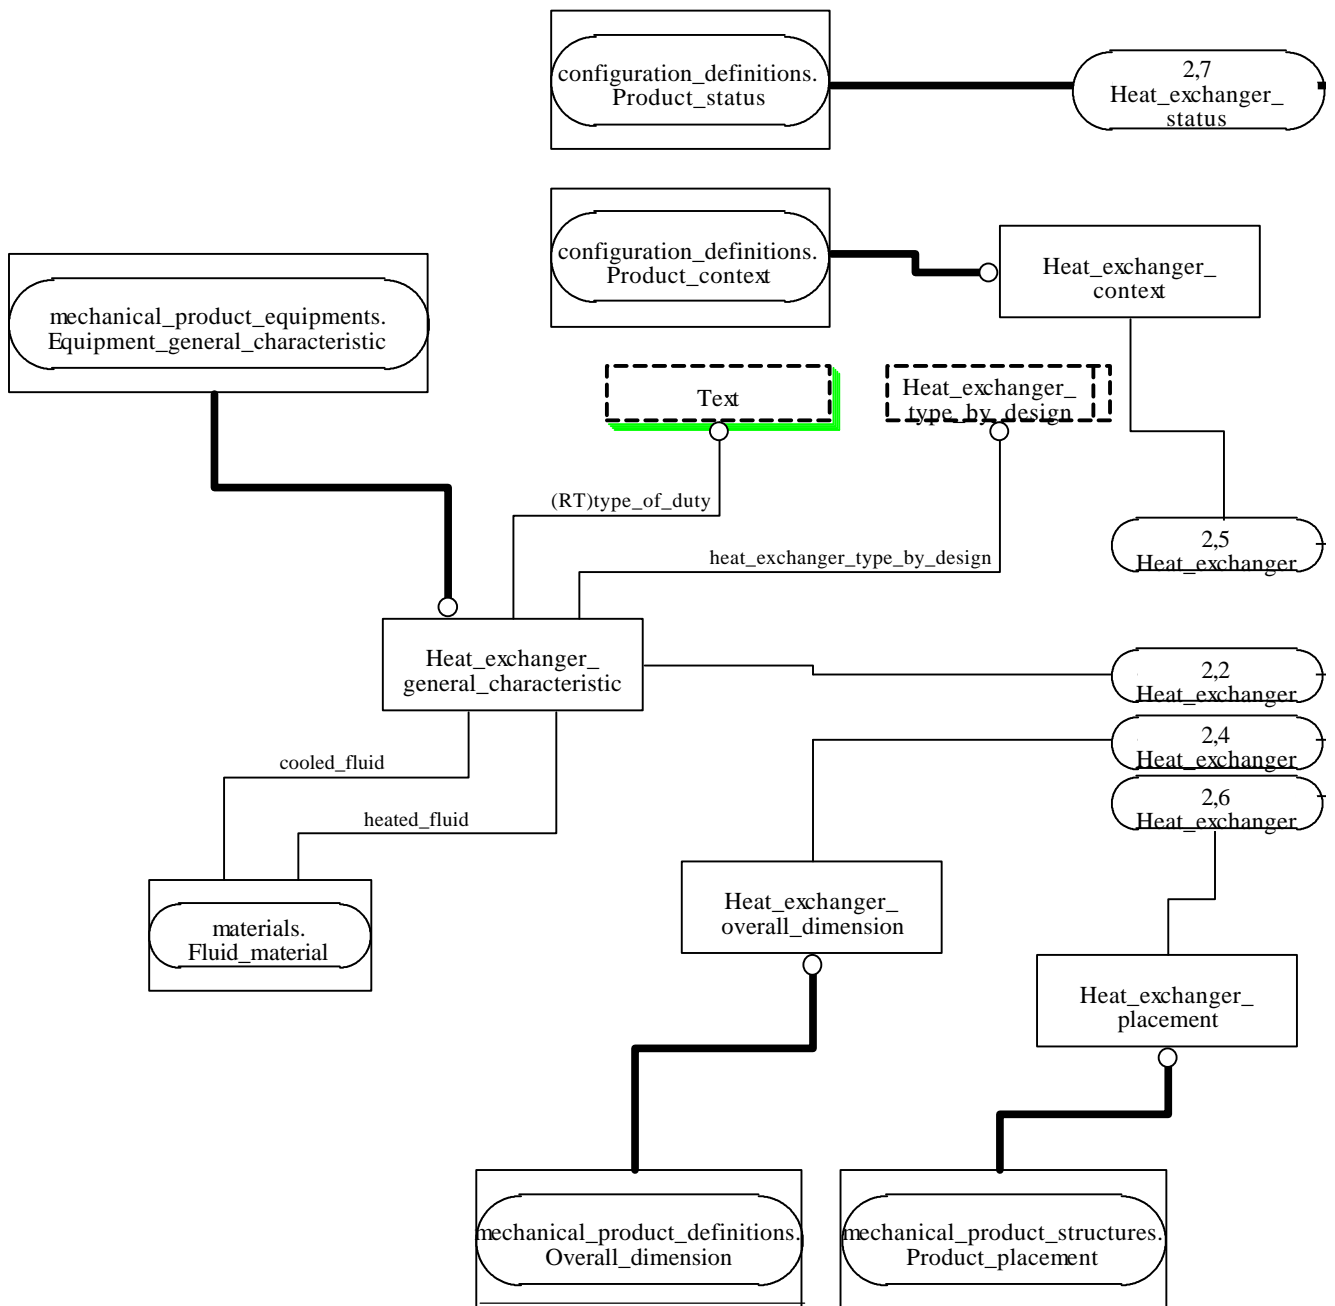 configuration_definitions.
Product_status
2,7
Heat_exchanger_
status
configuration_definitions.
Product_context
Heat_exchanger_
context
mechanical_product_equipments.
Equipment_general_characteristic
Text
Heat_exchanger_
type_by_design
(RT)type_of_duty
heat_exchanger_type_by_design
2,5
Heat_exchanger
Heat_exchanger_
general_characteristic
2,2
Heat_exchanger
2,4
Heat_exchanger
2,6
Heat_exchanger
cooled_fluid
heated_fluid
materials.
Fluid_material
Heat_exchanger_
overall_dimension
Heat_exchanger_
placement
mechanical_product_definitions.
Overall_dimension
mechanical_product_structures.
Product_placement